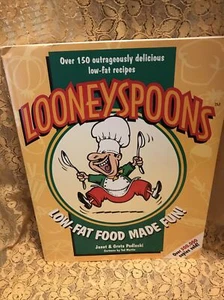 Over 150 outrageously delicious
low-fat recipes
LOONEYSPOONS
LOW-FAT FOOD MADE FUN!
Janet & Greta Podleski